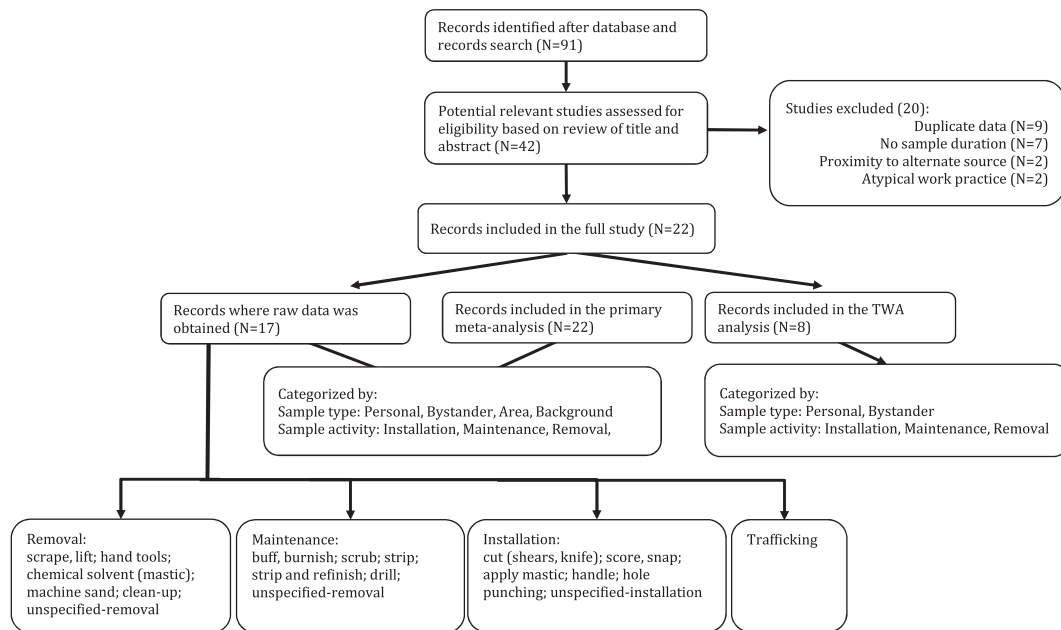 Records identified after database and
records search (N=91)
Potential relevant studies assessed for
eligibility based on review of title and
abstract (N=42)
Studies excluded (20):
Duplicate data (N=9)
No sample duration (N=7)
Proximity to alternate source (N=2)
Atypical work practice (N=2)
Records included in the full study (N=22)
Records where raw data was
obtained (N=17)
Records included in the primary
meta-analysis (N=22)
Records included in the TWA
analysis (N=8)
Categorized by:
Sample type: Personal, Bystander, Area, Background
Sample activity: Installation, Maintenance, Removal,
Categorized by:
Sample type: Personal, Bystander
Sample activity: Installation, Maintenance, Removal
Removal:
scrape, lift; hand tools;
chemical solvent (mastic);
machine sand; clean-up;
unspecified-removal
Maintenance:
buff, burnish; scrub; strip;
strip and refinish; drill;
unspecified-removal
Installation:
cut (shears, knife); score, snap;
apply mastic; handle; hole
punching; unspecified-installation
Trafficking